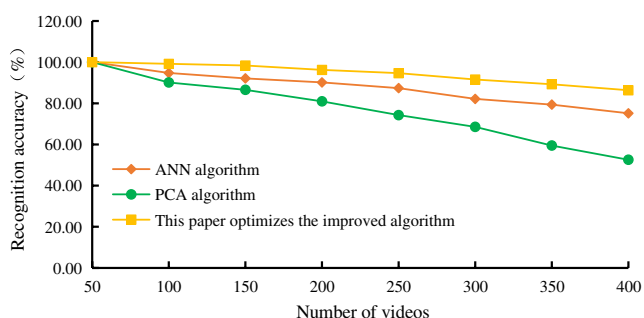 120.00
100.00
80.00
60.00
40.00
20.00
0.00
Recognition accuracy（%）
ANN algorithm
PCA algorithm
This paper optimizes the improved algorithm
50 100 150 200 250 300 350 400
Number of videos